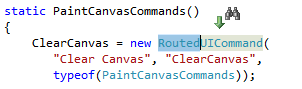 static PaintCanvasCommands()
{
ClearCanvas = new RoutedUICommand(
"Clear Canvas", "ClearCanvas",
typeof(PaintCanvasCommands));